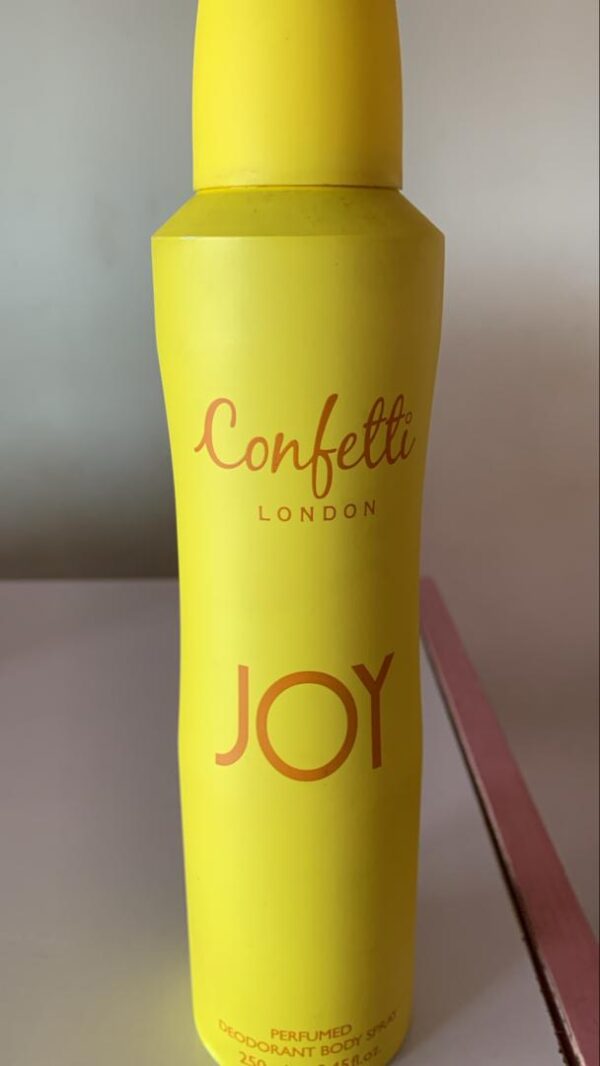 Confetti
LONDON
JOY
PERFUMED
DEODORANT BODY SPRAY
250